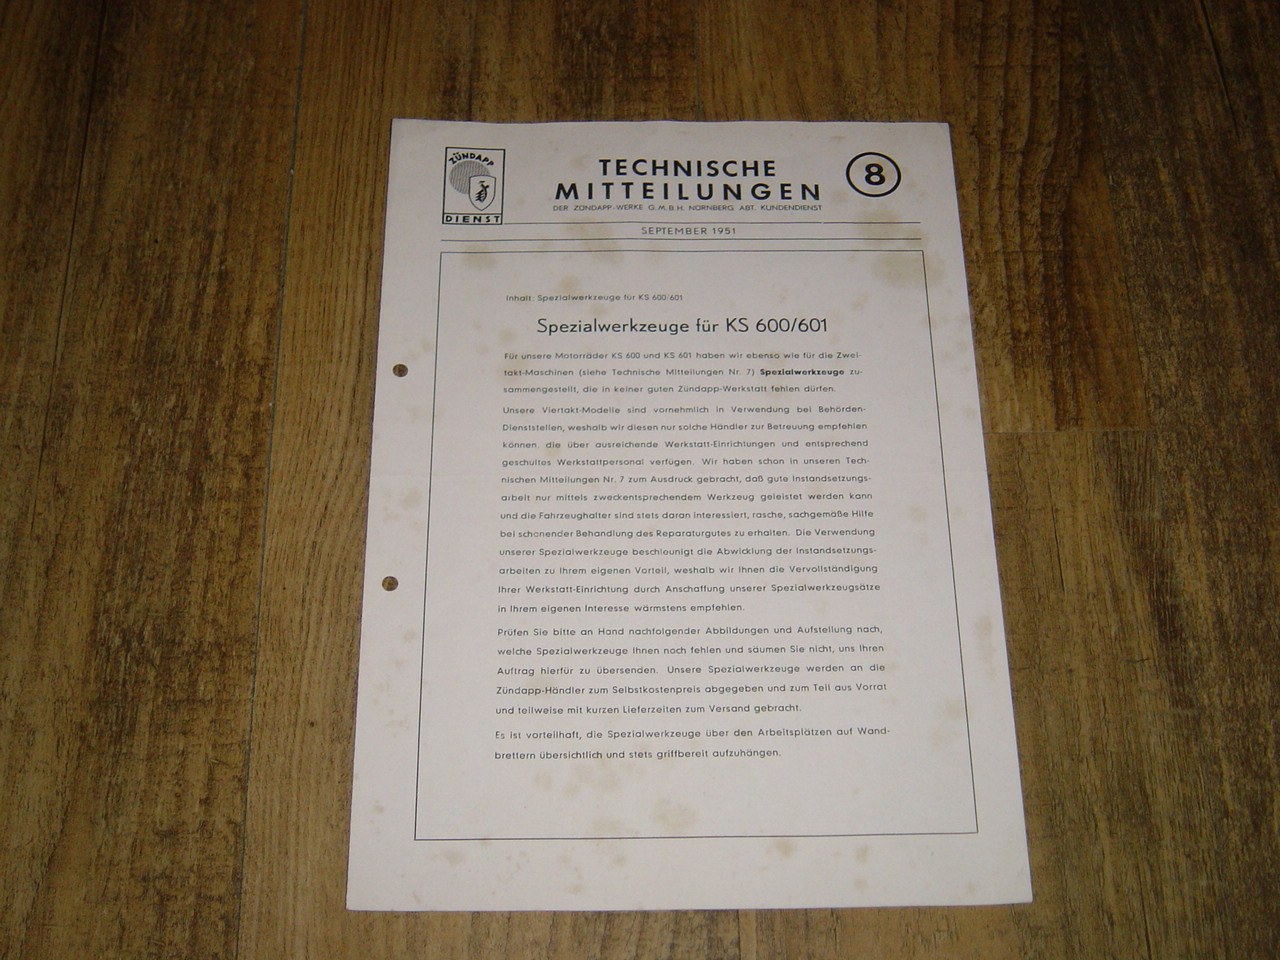 ZÜNDAPP
DIENST
TECHNISCHE
MITTEILUNGEN
DER ZÜNDAPP-WERKE G.M.B.H. NÜRNBERG ABT. KUNDENDIENST
8
SEPTEMBER 1951
Inhalt: Spezialwerkzeuge für KS 600/601
Spezialwerkzeuge für KS 600/601
Für unsere Motorräder KS 600 und KS 601 haben wir ebenso wie für die Zwei-
takt-Maschinen (siehe Technische Mitteilungen Nr. 7) Spezialwerkzeuge zu-
sammengestellt, die in keiner guten Zündapp-Werkstatt fehlen dürfen.
Unsere Viertakt-Modelle sind vornehmlich in Verwendung bei Behörden-
Dienststellen, weshalb wir diesen nur solche Händler zur Betreuung empfehlen
können, die über ausreichende Werkstatt-Einrichtungen und entsprechend
geschultes Werkstattpersonal verfügen. Wir haben schon in unseren Tech-
nischen Mitteilungen Nr. 7 zum Ausdruck gebracht, daß gute Instandsetzungs-
arbeit nur mittels zweckentsprechendem Werkzeug geleistet werden kann
und die Fahrzeughalter sind stets daran interessiert, rasche, sachgemäße Hilfe
bei schonender Behandlung des Reparaturgutes zu erhalten. Die Verwendung
unserer Spezialwerkzeuge beschleunigt die Abwicklung der Instandsetzungs-
arbeiten zu Ihrem eigenen Vorteil, weshalb wir Ihnen die Vervollständigung
Ihrer Werkstatt-Einrichtung durch Anschaffung unserer Spezialwerkzeugsätze
in Ihrem eigenen Interesse wärmstens empfehlen.
Prüfen Sie bitte an Hand nachfolgender Abbildungen und Aufstellung nach,
welche Spezialwerkzeuge Ihnen noch fehlen und säumen Sie nicht, uns Ihren
Auftrag hierfür zu übersenden. Unsere Spezialwerkzeuge werden an die
Zündapp-Händler zum Selbstkostenpreis abgegeben und zum Teil aus Vorrat
und teilweise mit kurzen Lieferzeiten zum Versand gebracht.
Es ist vorteilhaft, die Spezialwerkzeuge über den Arbeitsplätzen auf Wand-
brettern übersichtlich und stets griffbereit aufzuhängen.